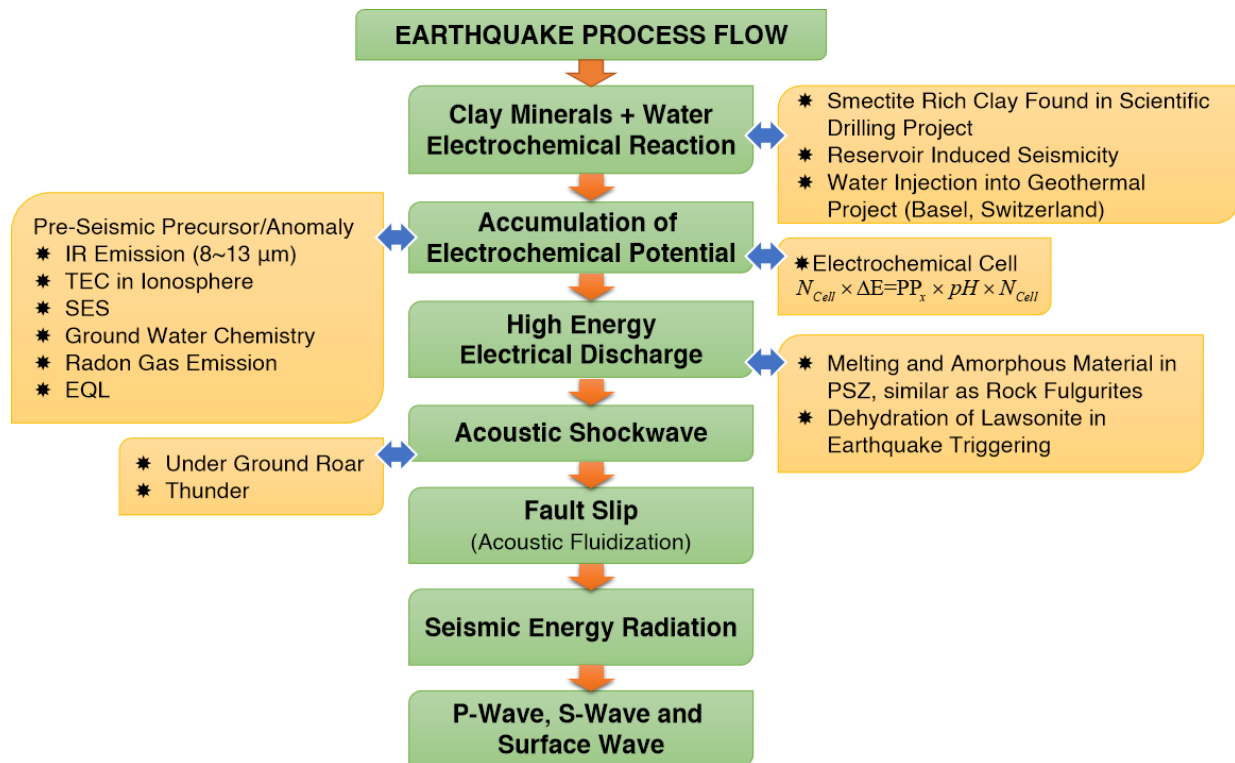 EARTHQUAKE PROCESS FLOW
Clay Minerals + Water
Electrochemical Reaction
✷ Smectite Rich Clay Found in Scientific
Drilling Project
✷ Reservoir Induced Seismicity
✷ Water Injection into Geothermal
Project (Basel, Switzerland)
Pre-Seismic Precursor/Anomaly
✷ IR Emission (8~13 µm)
✷ TEC in Ionosphere
✷ SES
✷ Ground Water Chemistry
✷ Radon Gas Emission
✷ EQL
Accumulation of
Electrochemical Potential
✷Electrochemical Cell
N_Cell × ΔE=PP_x × pH × N_Cell
High Energy
Electrical Discharge
✷ Melting and Amorphous Material in
PSZ, similar as Rock Fulgurites
✷ Dehydration of Lawsonite in
Earthquake Triggering
Acoustic Shockwave
✷ Under Ground Roar
✷ Thunder
Fault Slip
(Acoustic Fluidization)
Seismic Energy Radiation
P-Wave, S-Wave and
Surface Wave